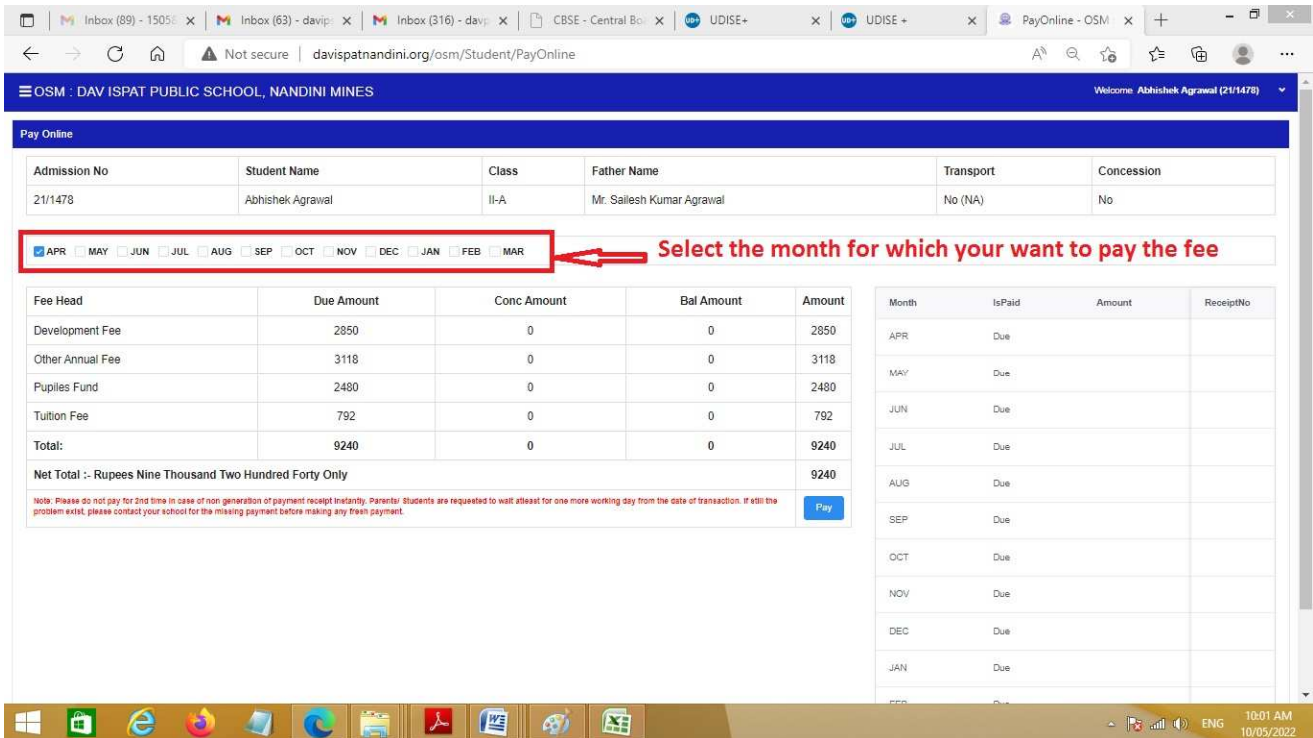 Inbox (89) - 1505
Inbox (63) - davip
Inbox (316) - davp
CBSE - Central Bo
UDISE+
UDISE +
PayOnline - OSM
Not secure | davispatnandini.org/osm/Student/PayOnline
OSM : DAV ISPAT PUBLIC SCHOOL, NANDINI MINES Welcome Abhishek Agrawal (21/1478)
Pay Online
Admission No Student Name Class Father Name Transport Concession
21/1478 Abhishek Agrawal II-A Mr. Sailesh Kumar Agrawal No (NA) No
APR MAY JUN JUL AUG SEP OCT NOV DEC JAN FEB MAR
Select the month for which your want to pay the fee
Fee Head Due Amount Conc Amount Bal Amount Amount
Development Fee 2850 0 0 2850
Other Annual Fee 3118 0 0 3118
Pupiles Fund 2480 0 0 2480
Tuition Fee 792 0 0 792
Total: 9240 0 0 9240
Net Total :- Rupees Nine Thousand Two Hundred Forty Only 9240
Note: Please do not pay for 2nd time in case of non generation of payment receipt instantly. Parents/ Students are requested to wait atleast for one more working day from the date of transaction. If still the
problem exist, please contact your school for the missing payment before making any fresh payment.
Pay
Month IsPaid Amount ReceiptNo
APR Due
MAY Due
JUN Due
JUL Due
AUG Due
SEP Due
OCT Due
NOV Due
DEC Due
JAN Due
ENG 10:01 AM
10/05/2022